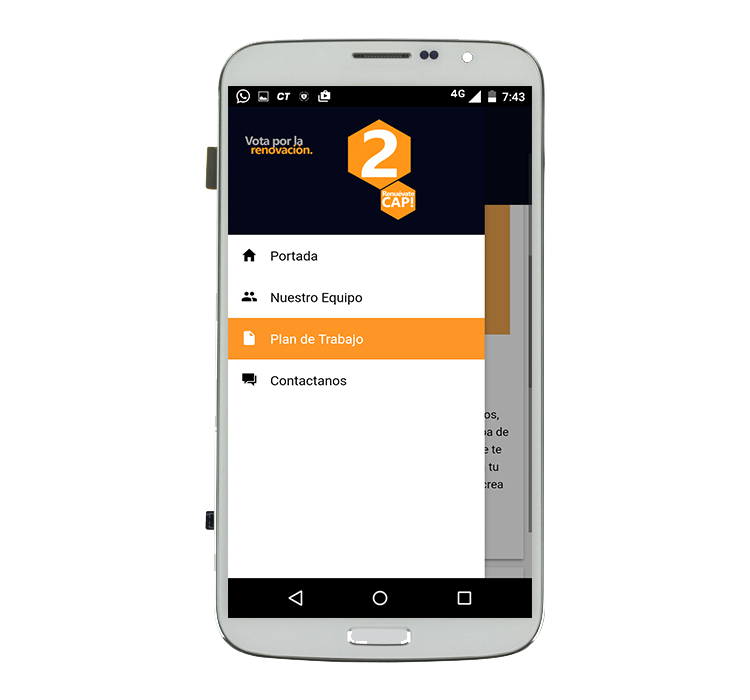 CT
4G
7:43
Vota por la
renovación.
2
Renuévate
CAP!
Portada
Nuestro Equipo
Plan de Trabajo
Contactanos
os,
a de
e te
tu
crea